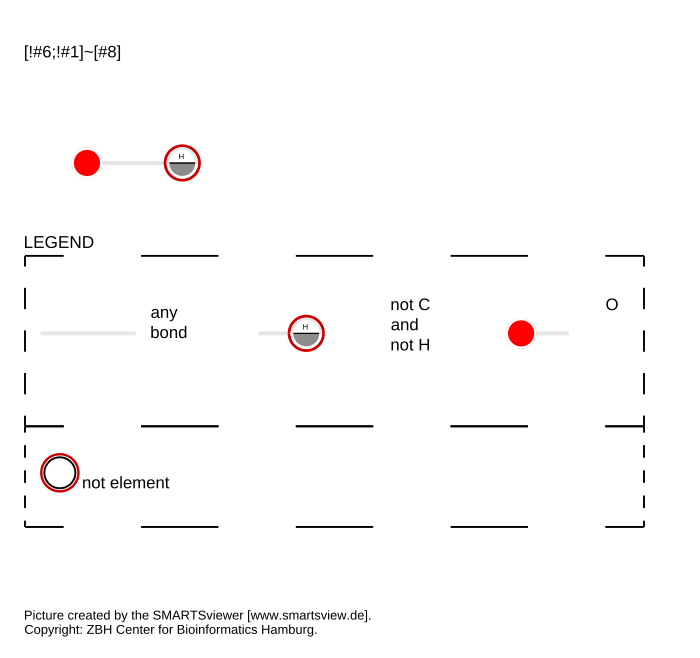 [!#6;!#1]~[#8]
H
LEGEND
any
bond
H
not C
and
not H
O
not element
Picture created by the SMARTSviewer [www.smartsview.de].
Copyright: ZBH Center for Bioinformatics Hamburg.